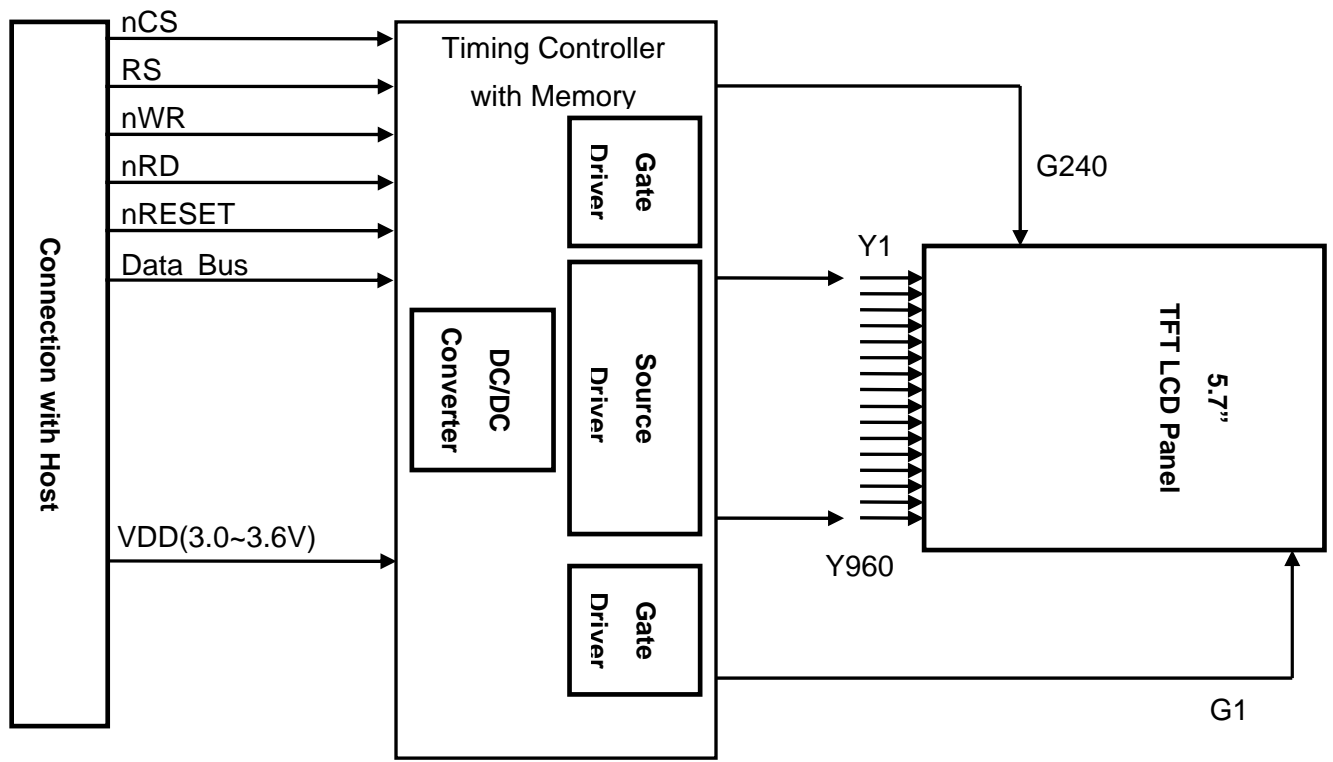 nCS
RS
nWR
nRD
nRESET
Data Bus
VDD(3.0~3.6V)
Connection with Host
Timing Controller
with Memory
Gate
Driver
DC/DC
Converter
Source
Driver
Gate
Driver
G240
Y1
Y960
G1
5.7”
TFT LCD Panel